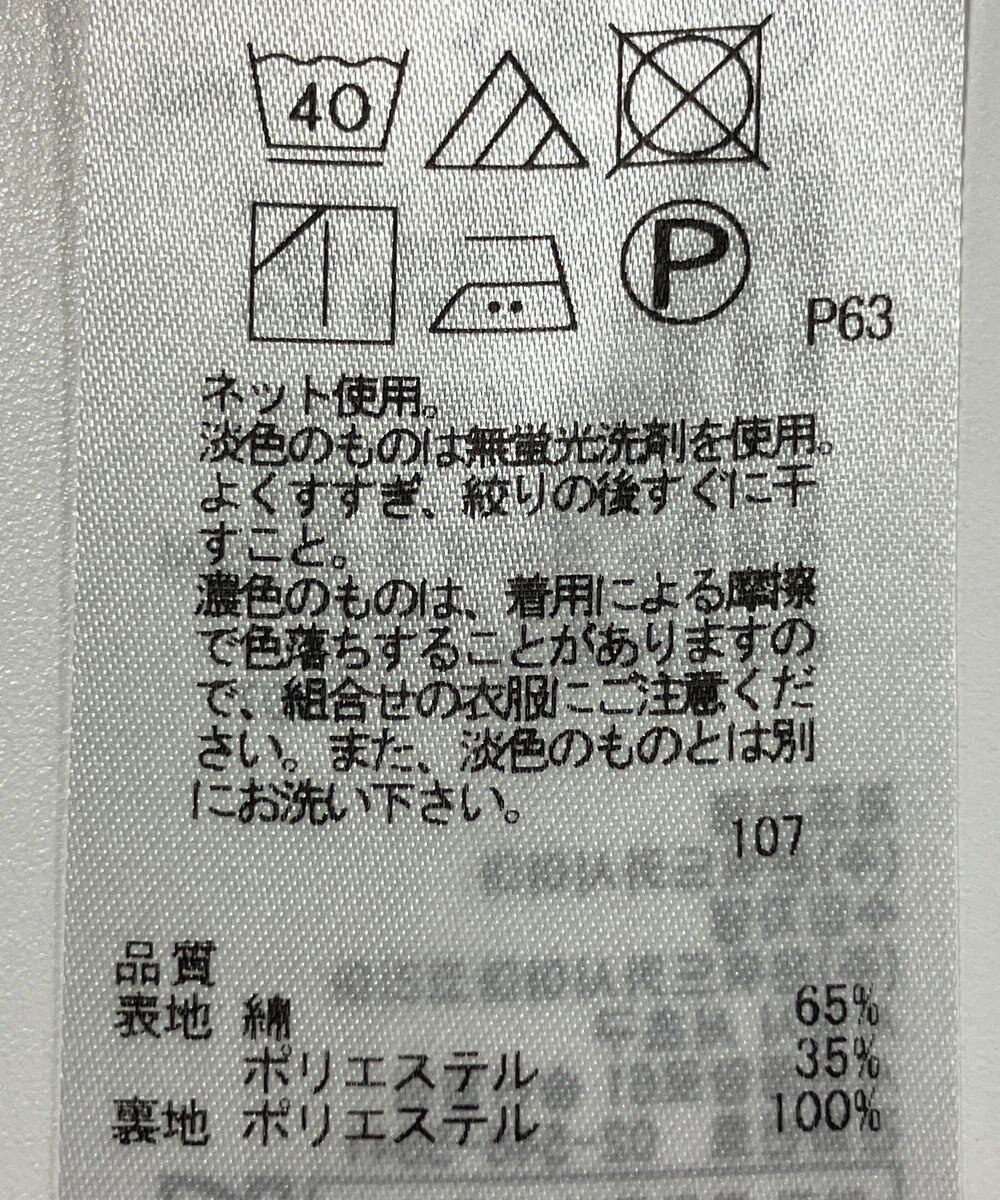 40
P
P63
ネット使用。
淡色のものは無蛍光洗剤を使用。
よくすすぎ、絞りの後すぐに干
すこと。
濃色のものは、着用による摩擦
で色落ちすることがありますの
で、組合せの衣服にご注意くだ
さい。また、淡色のものとは別
にお洗い下さい。
107
品質
表地 綿 65%
ポリエステル 35%
裏地 ポリエステル 100%